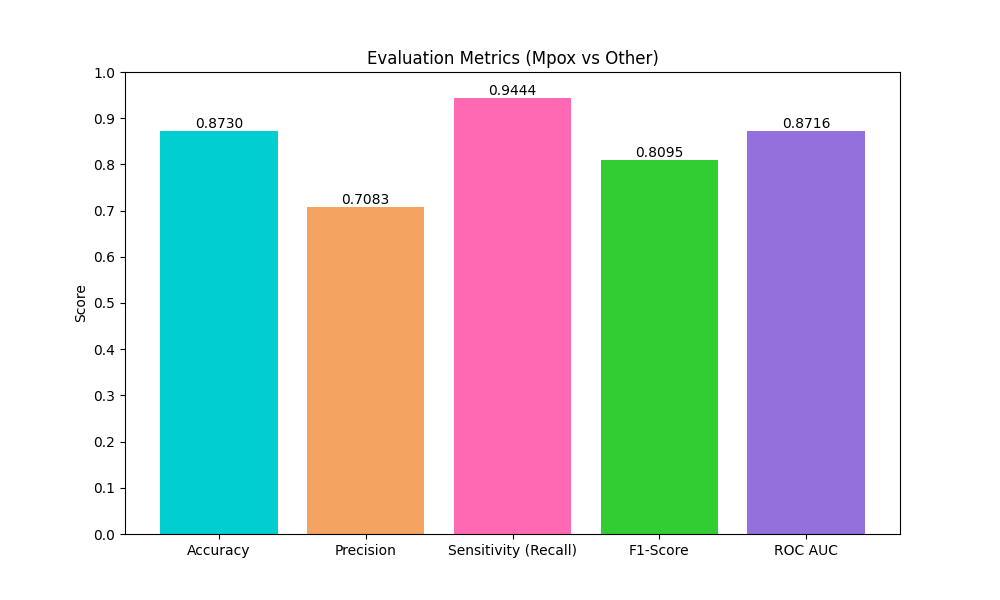 Evaluation Metrics (Mpox vs Other)
1.0
0.9
0.8
0.7
0.6
0.5
0.4
0.3
0.2
0.1
0.0
Score
0.8730
0.7083
0.9444
0.8095
0.8716
Accuracy
Precision
Sensitivity (Recall)
F1-Score
ROC AUC